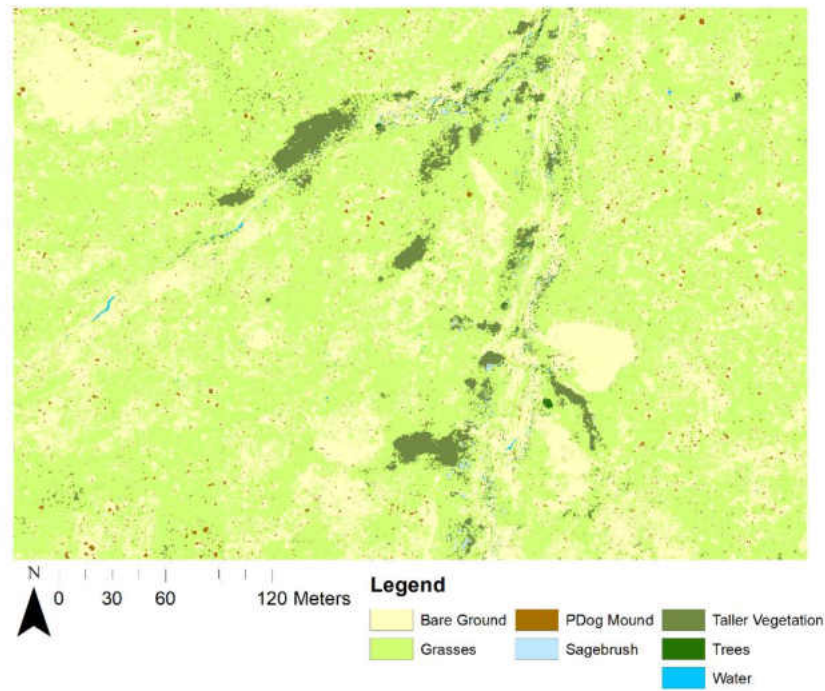 N
0 30 60 120 Meters
Legend
Bare Ground PDog Mound Taller Vegetation
Grasses Sagebrush Trees
Water